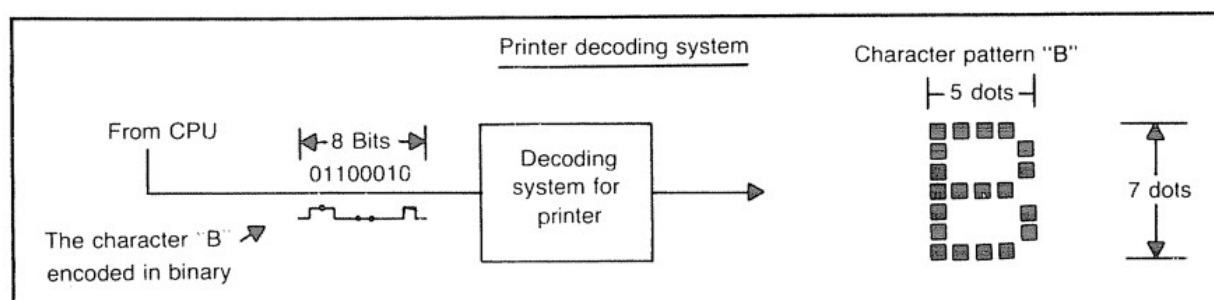 Printer decoding system
Character pattern "B"
5 dots
From CPU
8 Bits
01100010
Decoding
system for
printer
7 dots
The character "B"
encoded in binary